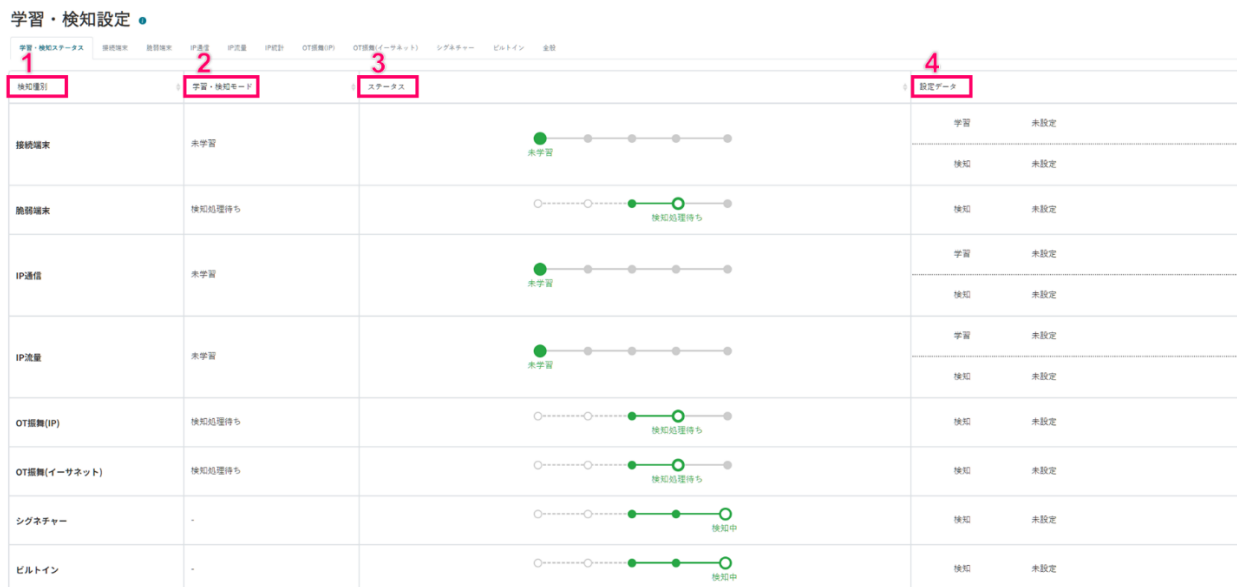 学習・検知設定
学習・検知ステータス 接続端末 脆弱端末 IP通信 IP流量 IP統計 OT振舞(IP) OT振舞(イーサネット) シグネチャー ビルトイン 全般
1 2 3 4
検知種別 学習・検知モード ステータス 設定データ
接続端末 未学習 未学習 学習 未設定
検知 未設定
脆弱端末 検知処理待ち 検知処理待ち 検知 未設定
IP通信 未学習 未学習 学習 未設定
検知 未設定
IP流量 未学習 未学習 学習 未設定
検知 未設定
OT振舞(IP) 検知処理待ち 検知処理待ち 検知 未設定
OT振舞(イーサネット) 検知処理待ち 検知処理待ち 検知 未設定
シグネチャー - 検知中 検知 未設定
ビルトイン - 検知中 検知 未設定